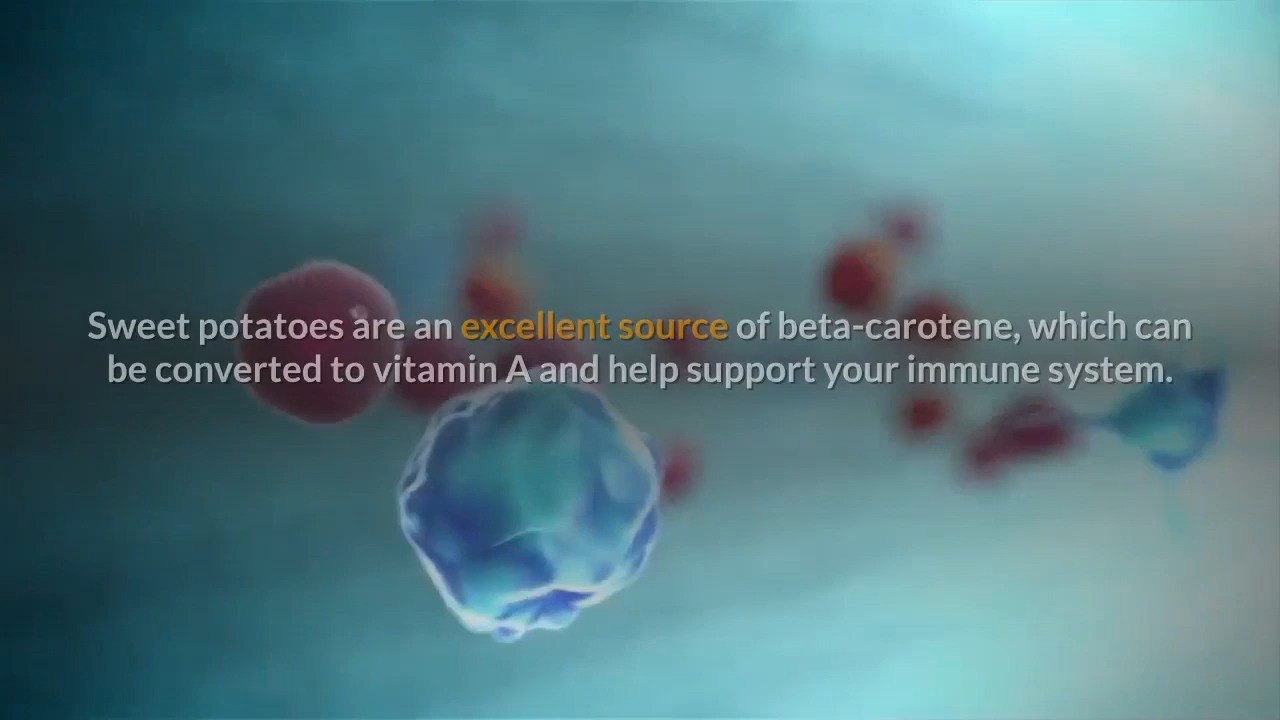 Sweet potatoes are an excellent source of beta-carotene, which can
be converted to vitamin A and help support your immune system.